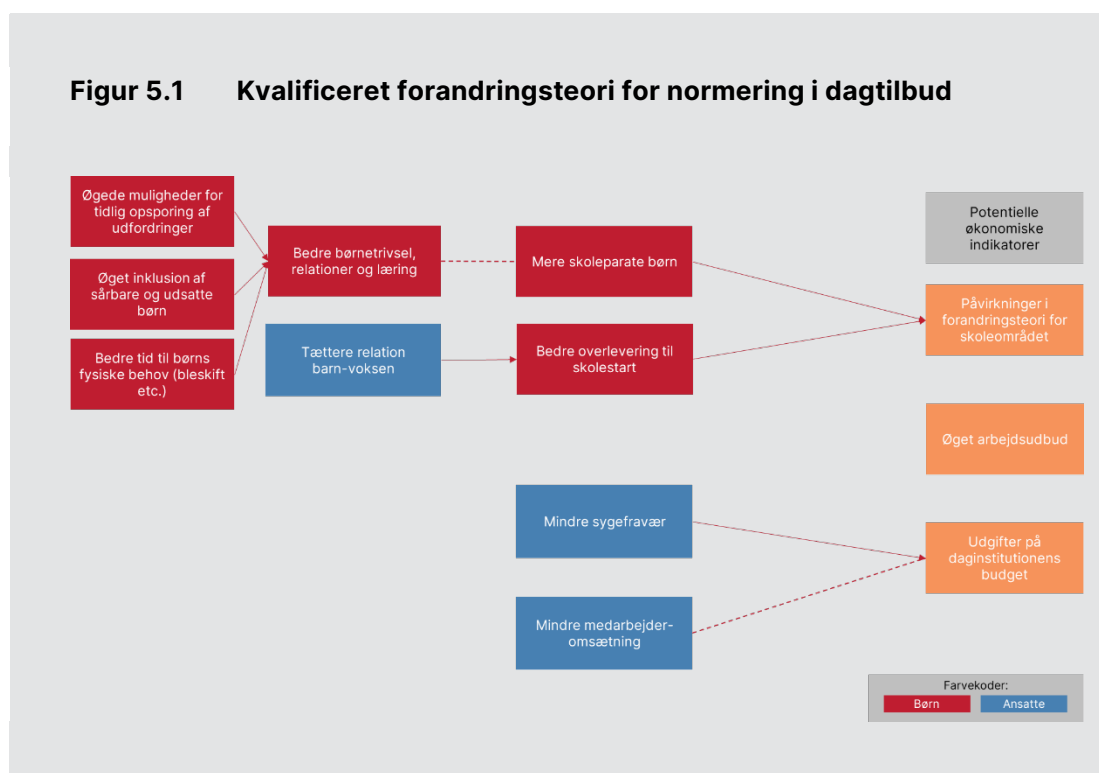 Figur 5.1 Kvalificeret forandringsteori for normering i dagtilbud
Øgede muligheder for
tidlig opsporing af
udfordringer
Øget inklusion af
sårbare og udsatte
børn
Bedre tid til børns
fysiske behov (bleskift
etc.)
Bedre børnetrivsel,
relationer og læring
Tættere relation
barn-voksen
Mere skoleparate børn
Bedre overlevering til
skolestart
Mindre sygefravær
Mindre medarbejder-
omsætning
Potentielle
økonomiske
indikatorer
Påvirkninger i
forandringsteori for
skoleområdet
Øget arbejdsudbud
Udgifter på
daginstitutionens
budget
Farvekoder:
Børn Ansatte